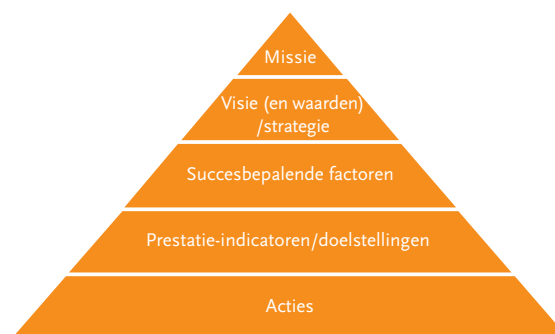 Missie
Visie (en waarden)
/strategie
Succesbepalende factoren
Prestatie-indicatoren/doelstellingen
Acties